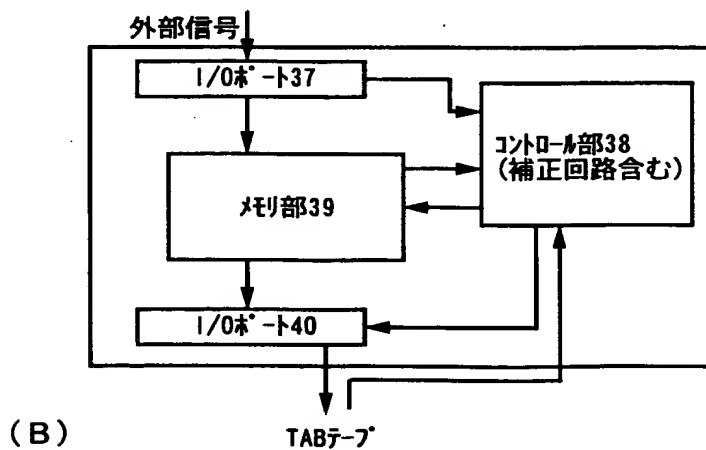 外部信号
I/Oポート37
コントロール部38
(補正回路含む)
メモリ部39
I/Oポート40
TABテープ
(B)